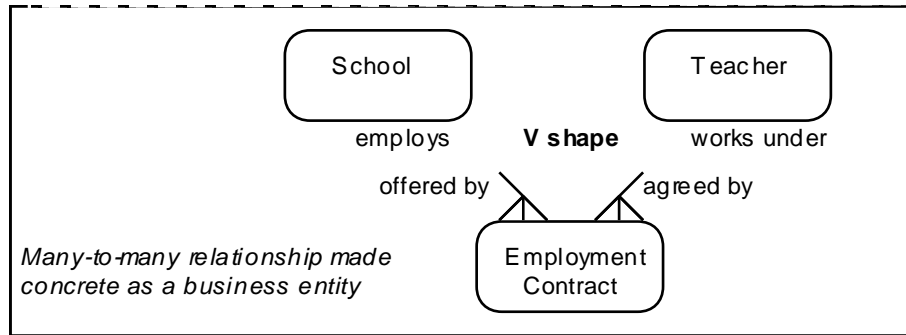 School
Teacher
employs
V shape
works under
offered by
agreed by
Many-to-many relationship made
concrete as a business entity
Employment
Contract